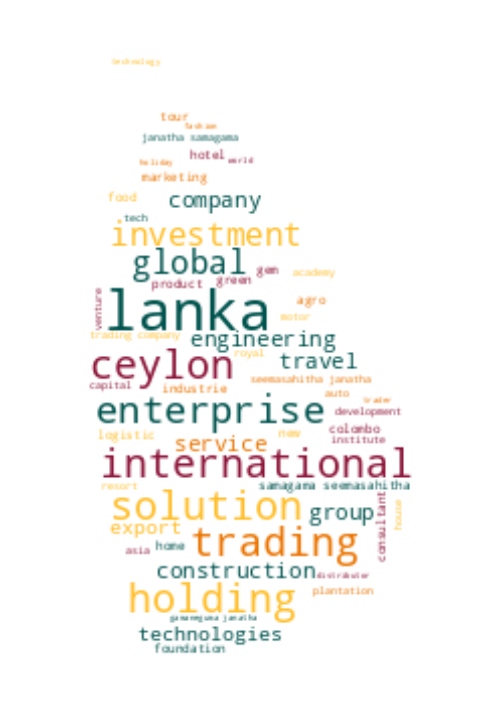 technology
tour
fashion
janatha samagama
hotel world
holiday
marketing
food company
tech
investment
global gem academy
product green
venture lanka agro
motor
trading company engineering
ceylon royal travel
capital industrie seemasahitha janatha
auto trader
enterprise development
logistic service new colombo
institute
international
resort samagama seemasahitha
solution group consultant house
export trading
asia home
construction distributor
holding plantation
gananeguna janatha
technologies
foundation